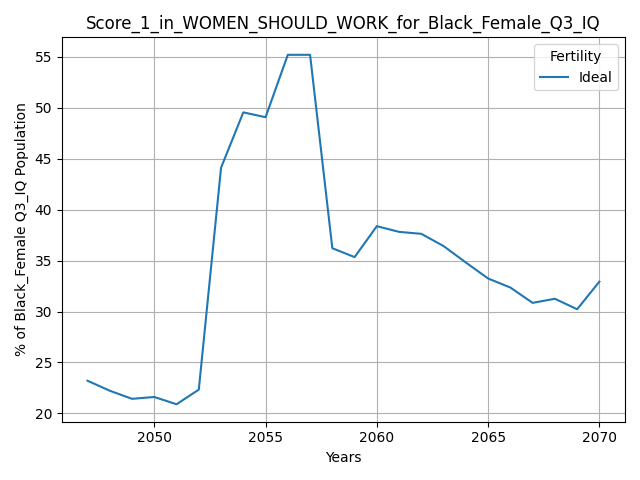 Score_1_in_WOMEN_SHOULD_WORK_for_Black_Female_Q3_IQ
Fertility
Ideal
% of Black_Female Q3_IQ Population
55
50
45
40
35
30
25
20
2050
2055
2060
2065
2070
Years